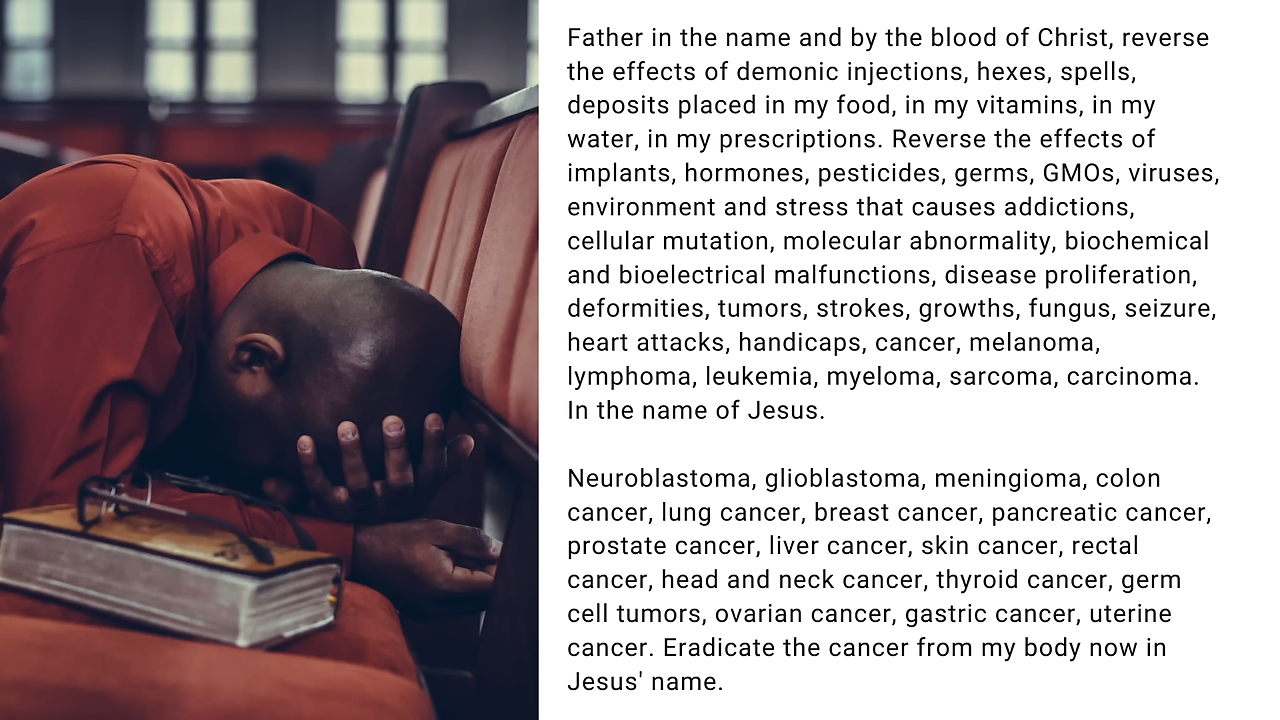 Father in the name and by the blood of Christ, reverse
the effects of demonic injections, hexes, spells,
deposits placed in my food, in my vitamins, in my
water, in my prescriptions. Reverse the effects of
implants, hormones, pesticides, germs, GMOs, viruses,
environment and stress that causes addictions,
cellular mutation, molecular abnormality, biochemical
and bioelectrical malfunctions, disease proliferation,
deformities, tumors, strokes, growths, fungus, seizure,
heart attacks, handicaps, cancer, melanoma,
lymphoma, leukemia, myeloma, sarcoma, carcinoma.
In the name of Jesus.
Neuroblastoma, glioblastoma, meningioma, colon
cancer, lung cancer, breast cancer, pancreatic cancer,
prostate cancer, liver cancer, skin cancer, rectal
cancer, head and neck cancer, thyroid cancer, germ
cell tumors, ovarian cancer, gastric cancer, uterine
cancer. Eradicate the cancer from my body now in
Jesus' name.